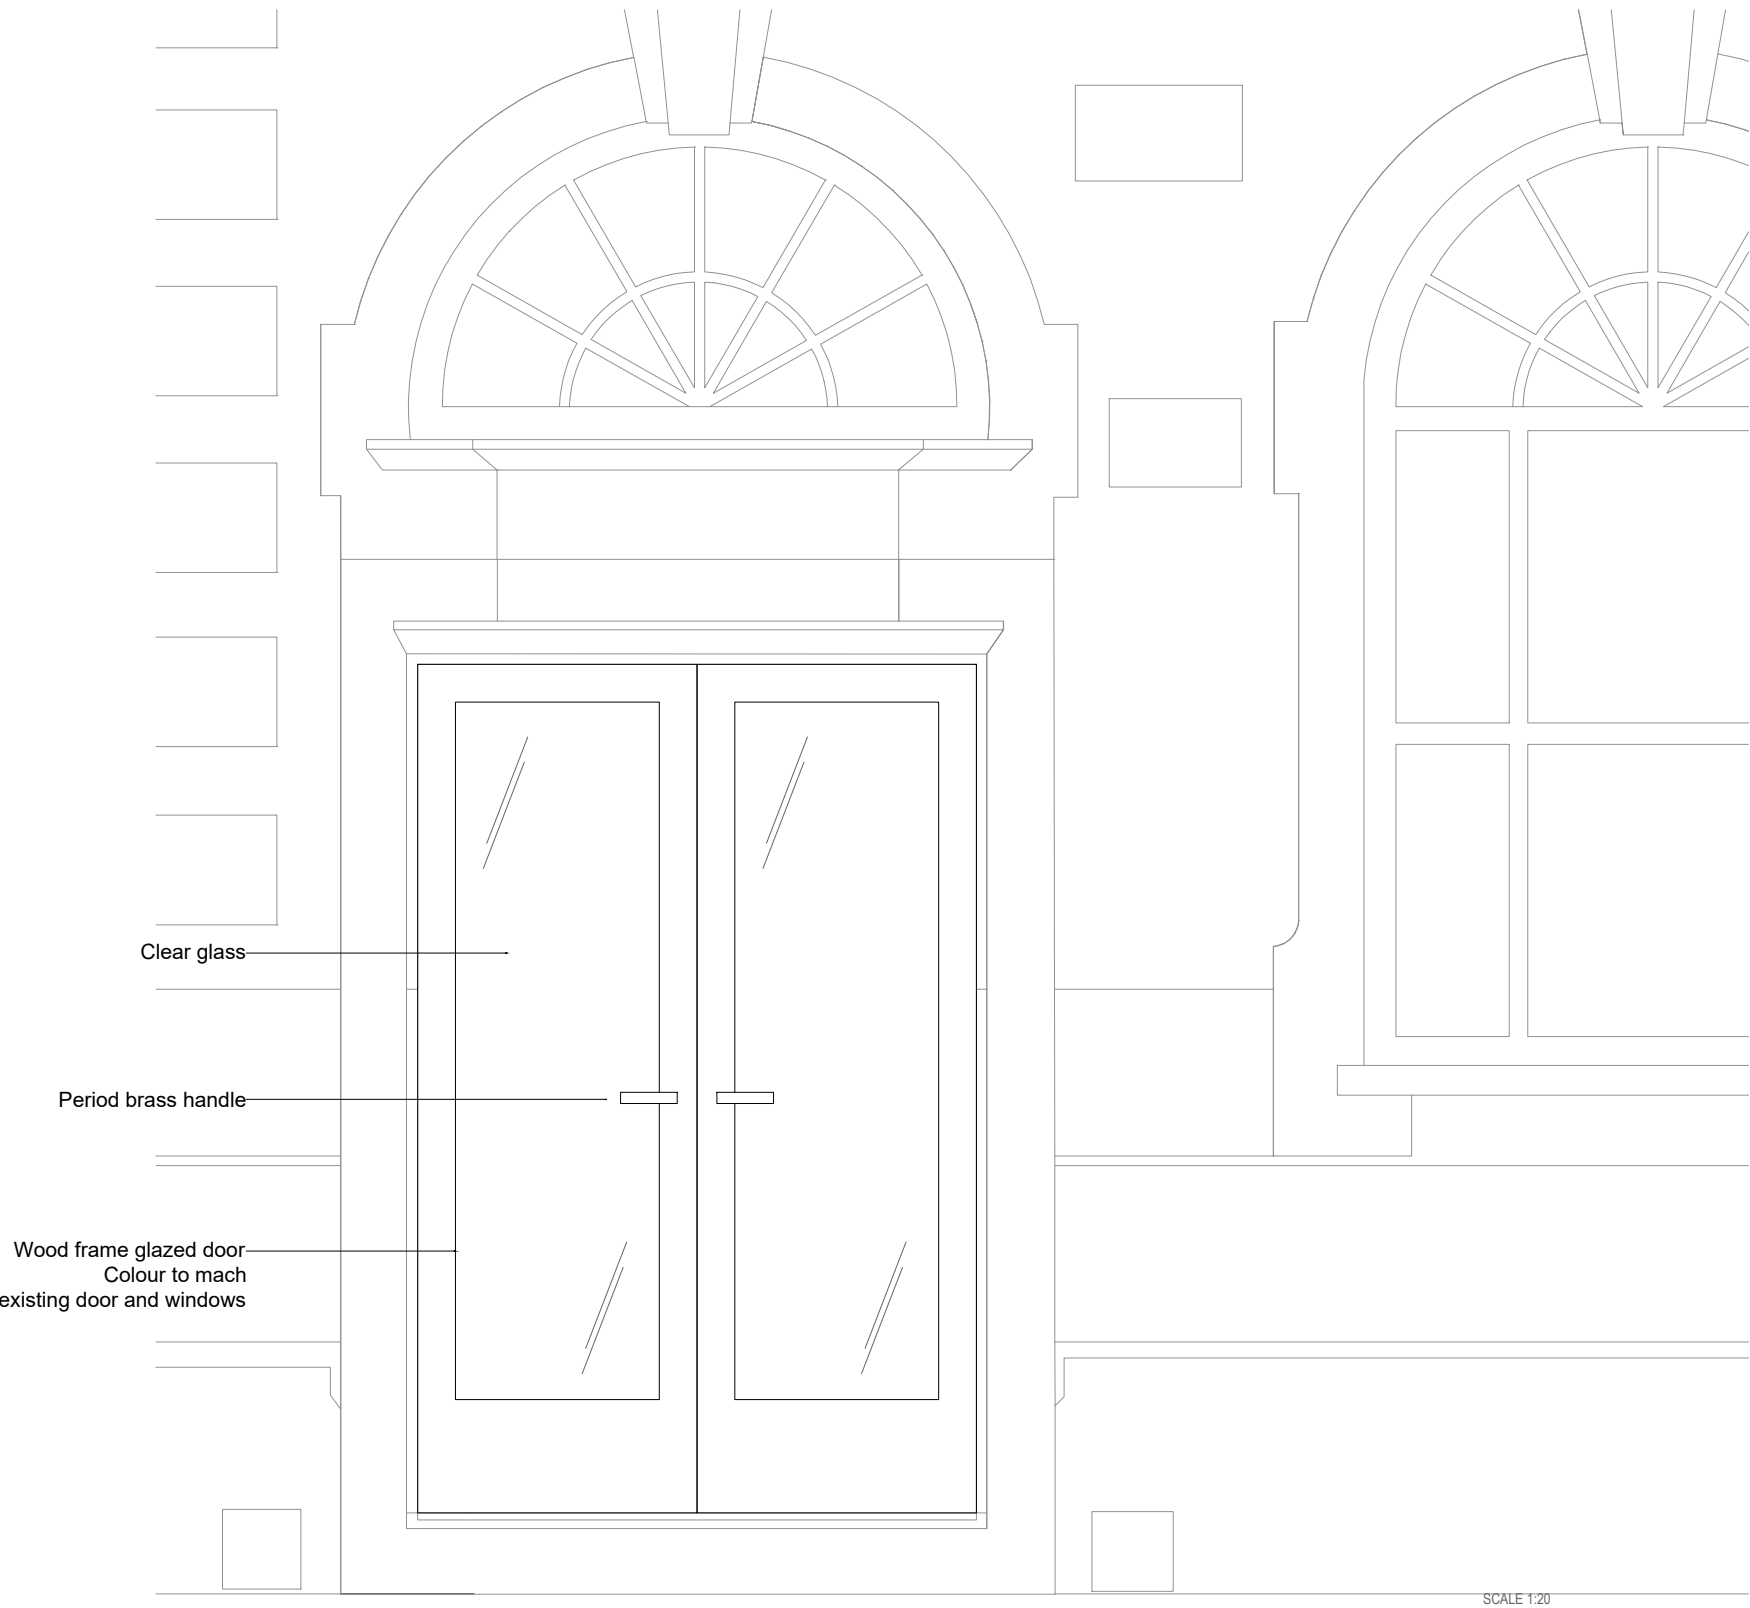 Clear glass
Period brass handle
Wood frame glazed door
Colour to mach
existing door and windows
SCALE 1:20